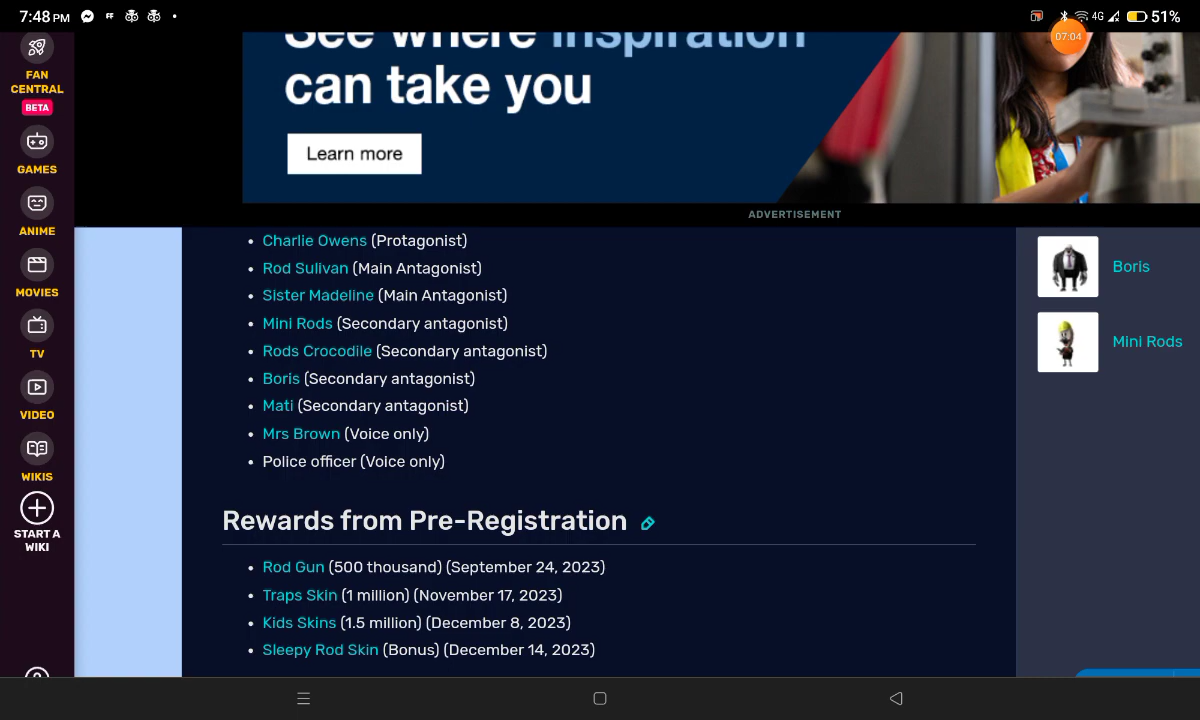 7:48 PM
4G
51%
07:04
FAN CENTRAL
BETA
GAMES
ANIME
MOVIES
TV
VIDEO
WIKIS
START A WIKI
See where inspiration
can take you
Learn more
ADVERTISEMENT
Charlie Owens (Protagonist)
Rod Sulivan (Main Antagonist)
Sister Madeline (Main Antagonist)
Mini Rods (Secondary antagonist)
Rods Crocodile (Secondary antagonist)
Boris (Secondary antagonist)
Mati (Secondary antagonist)
Mrs Brown (Voice only)
Police officer (Voice only)
Rewards from Pre-Registration
Rod Gun (500 thousand) (September 24, 2023)
Traps Skin (1 million) (November 17, 2023)
Kids Skins (1.5 million) (December 8, 2023)
Sleepy Rod Skin (Bonus) (December 14, 2023)
Boris
Mini Rods